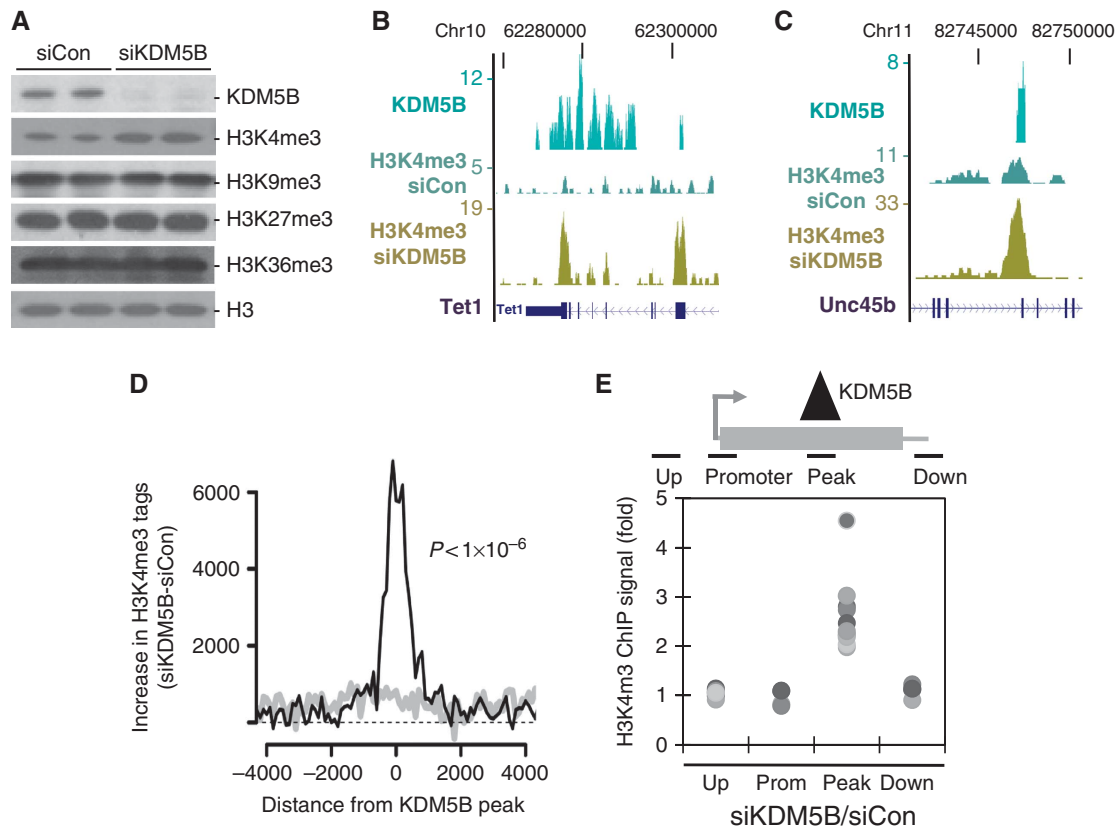 A
siCon siKDM5B
KDM5B
H3K4me3
H3K9me3
H3K27me3
H3K36me3
H3
B
Chr10 62280000 62300000
12
KDM5B
5
H3K4me3
siCon
19
H3K4me3
siKDM5B
Tet1 Tet1
C
Chr11 82745000 82750000
8
KDM5B
11
H3K4me3
siCon
33
H3K4me3
siKDM5B
Unc45b
D
Increase in H3K4me3 tags
(siKDM5B-siCon)
6000
4000
2000
P<1×10−6
−4000 −2000 0 2000 4000
Distance from KDM5B peak
E
KDM5B
Up Promoter Peak Down
H3K4m3 ChIP signal (fold)
5
4
3
2
1
0
Up Prom Peak Down
siKDM5B/siCon